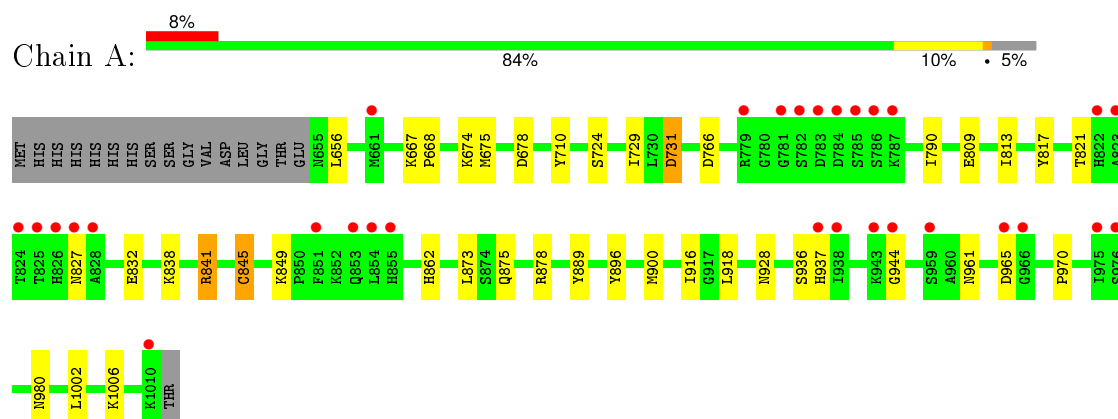 8%
Chain A:
84% 10% • 5%
MET HIS HIS HIS HIS HIS HIS SER SER GLY VAL ASP LEU GLY THR GLU N655 L656 M661 K667 P668 K674 M675 D678 Y710 S724 I729 L730 D731 D766 R779 G780 G781 S782 D783 D784 S785 S786 K787 I790 E809 I813 Y817 T821 H822 A823
T824 T825 H826 N827 A828 E832 K838 R841 C845 K849 P850 F851 K852 Q853 L854 H855 H862 L873 S874 Q875 R878 Y889 Y896 M900 I916 G917 L918 N928 S936 H937 I938 K943 G944 S959 A960 N961 D965 G966 P970 I975 S976
N980 L1002 K1006 K1010 THR